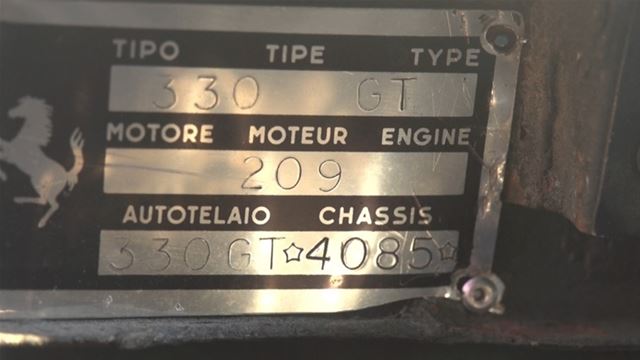 TIPO TIPE TYPE
330 GT
MOTORE MOTEUR ENGINE
209
AUTOTELAIO CHASSIS
330GT☆4085☆